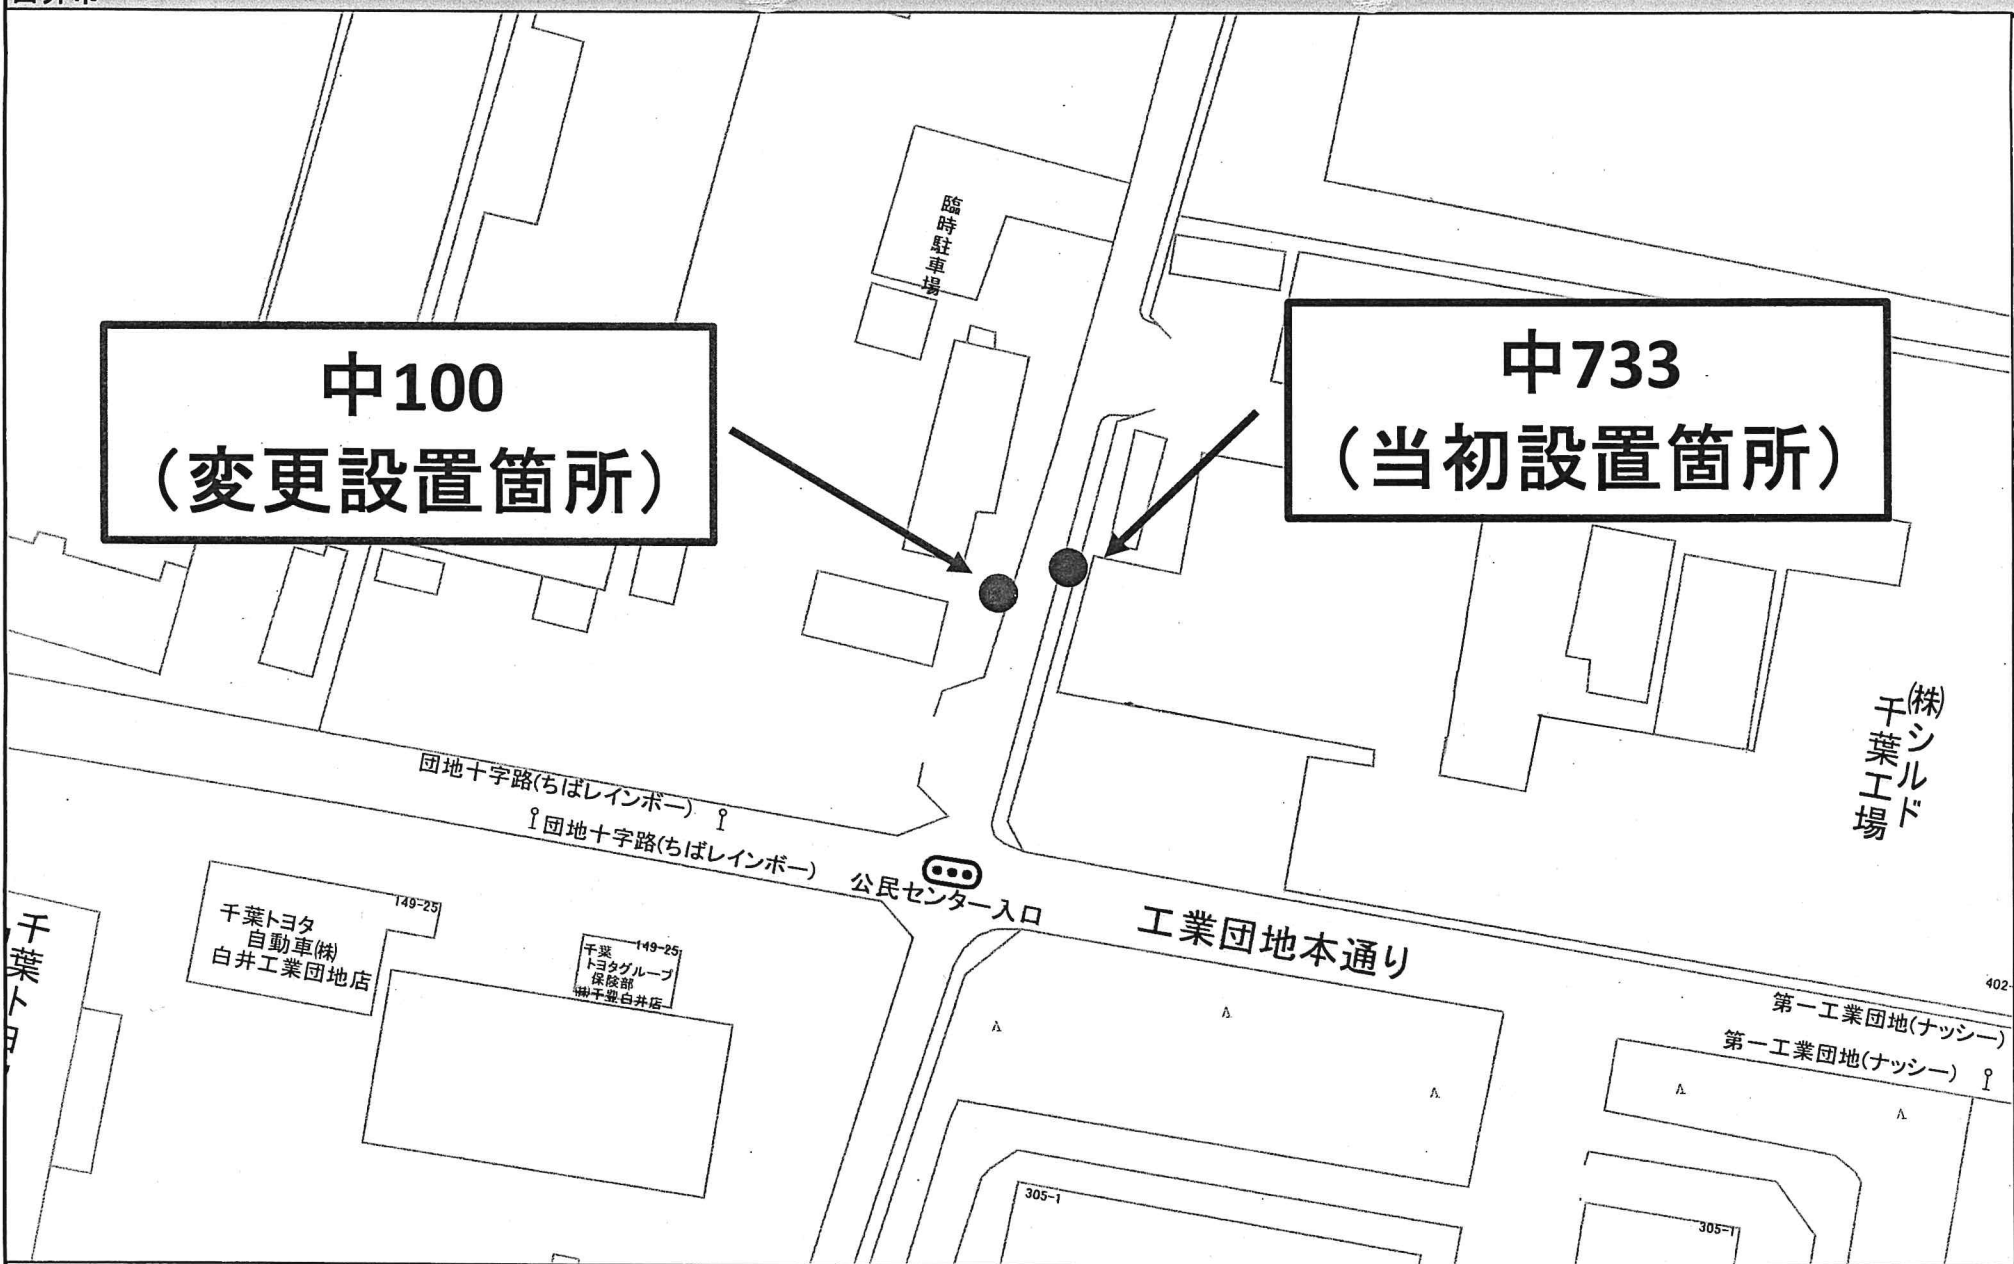 白井市
臨時駐車場
中100
（変更設置箇所）
中733
（当初設置箇所）
(株)シルド
千葉工場
団地十字路(ちばレインボー)
団地十字路(ちばレインボー)
公民センター入口
工業団地本通り
149-25
千葉トヨタ
自動車(株)
白井工業団地店
149-25
千葉
トヨタグループ
保険部
402-
第一工業団地(ナッシー)
第一工業団地(ナッシー)
305-1
305-1